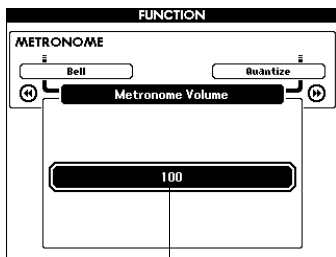 FUNCTION
METRONOME
Bell
Quantize
Metronome Volume
100